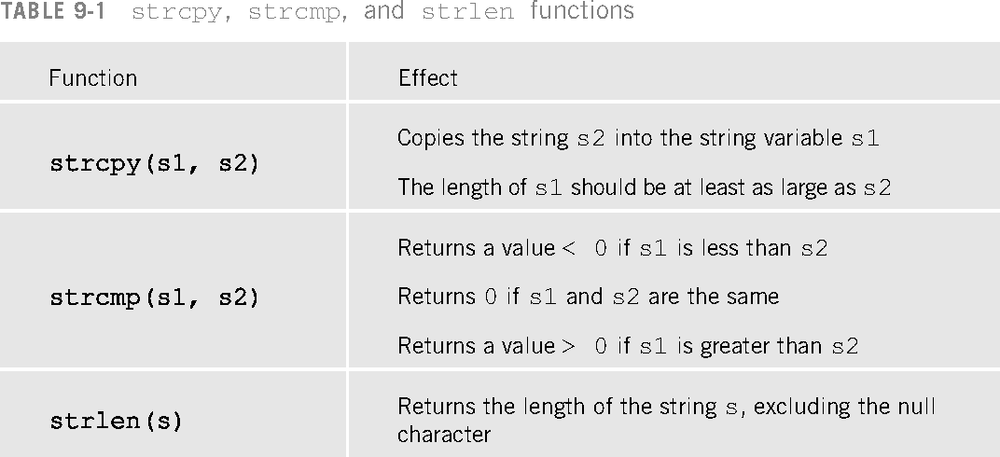 TABLE 9-1 strcpy, strcmp, and strlen functions
Function
Effect
strcpy(s1, s2)
Copies the string s2 into the string variable s1
The length of s1 should be at least as large as s2
strcmp(s1, s2)
Returns a value < 0 if s1 is less than s2
Returns 0 if s1 and s2 are the same
Returns a value > 0 if s1 is greater than s2
strlen(s)
Returns the length of the string s, excluding the null
character